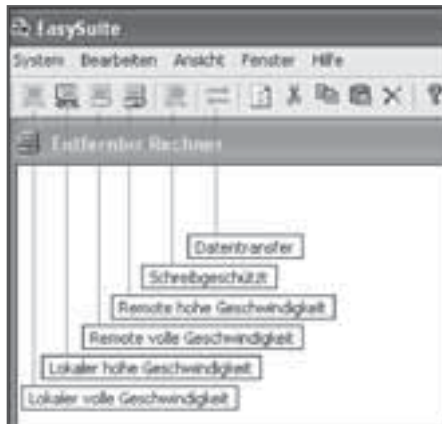 EasySuite
System Bearbeiten Ansicht Fenster Hilfe
Entfernter Rechner
Datentransfer
Schreibgeschützt
Remote hohe Geschwindigkeit
Remote volle Geschwindigkeit
Lokaler hohe Geschwindigkeit
Lokaler volle Geschwindigkeit